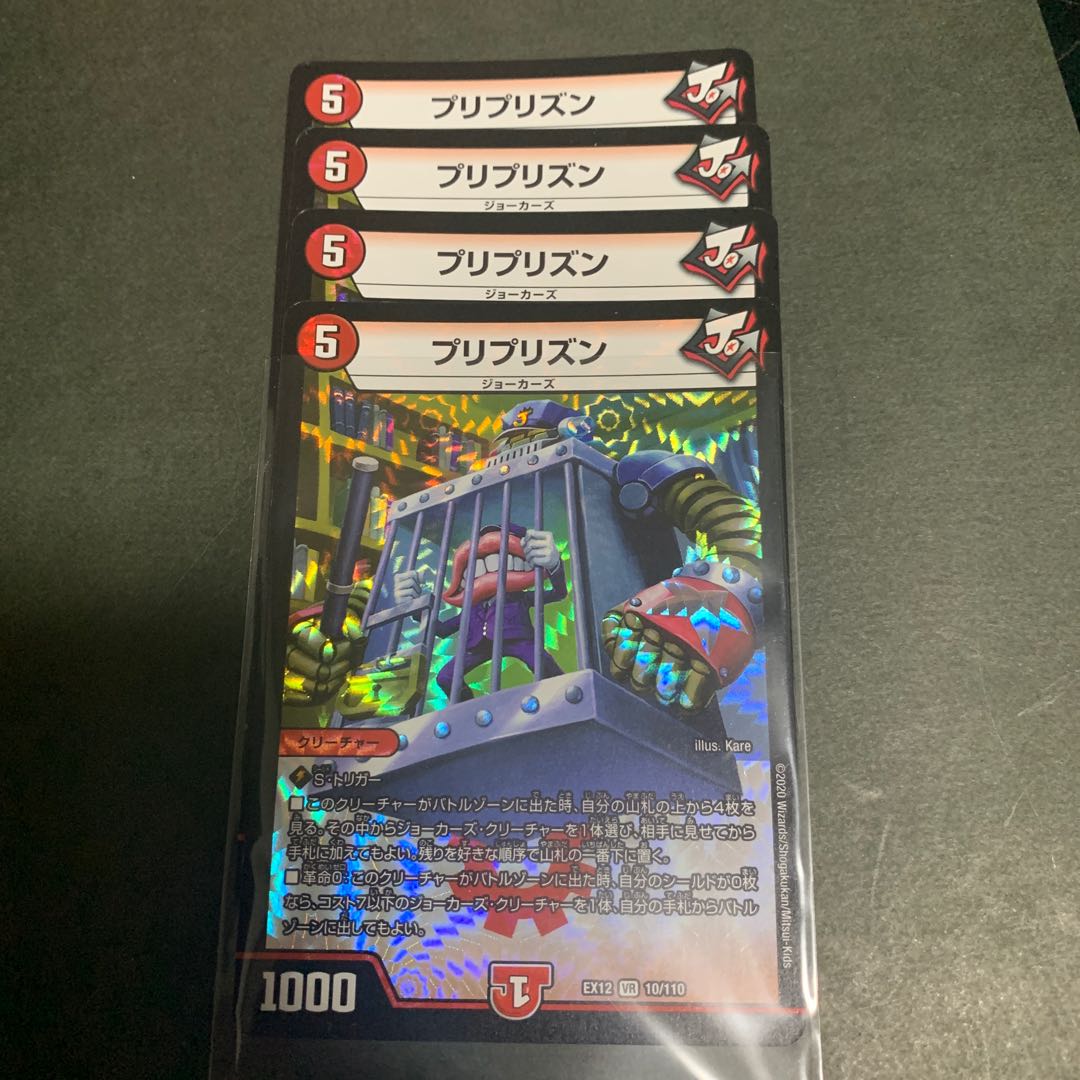 5
プリプリズン
5
プリプリズン
ジョーカーズ
5
プリプリズン
ジョーカーズ
5
プリプリズン
ジョーカーズ
クリーチャー
illus. Kare
S・トリガー
■このクリーチャーがバトルゾーンに出た時、自分の山札の上から4枚を
見る。その中からジョーカーズ・クリーチャーを1体選び、相手に見せてから
手札に加えてもよい。残りを好きな順序で山札の一番下に置く。
■革命0:このクリーチャーがバトルゾーンに出た時、自分のシールドが0枚
なら、コスト7以下のジョーカーズ・クリーチャーを1体、自分の手札からバトル
ゾーンに出してもよい。
©2020 Wizards/Shogakukan/Mitsui-Kids
1000
EX12 VR 10/110